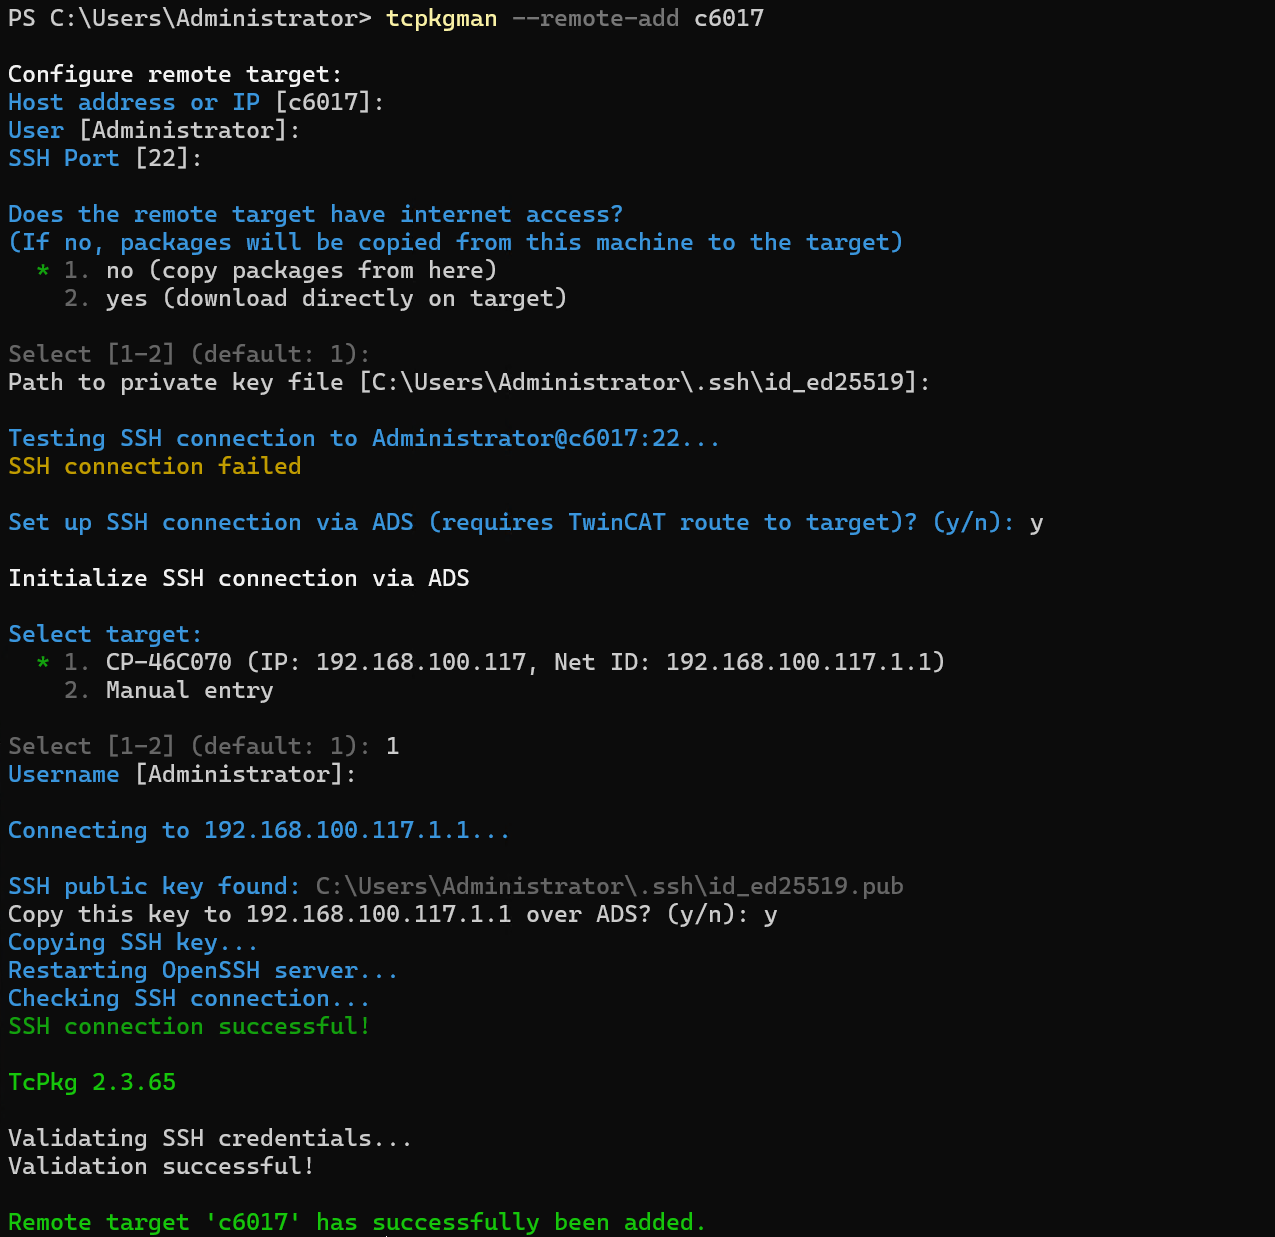 PS C:\Users\Administrator> tcpkgman --remote-add c6017
Configure remote target:
Host address or IP [c6017]:
User [Administrator]:
SSH Port [22]:
Does the remote target have internet access?
(If no, packages will be copied from this machine to the target)
* 1. no (copy packages from here)
2. yes (download directly on target)
Select [1-2] (default: 1):
Path to private key file [C:\Users\Administrator\.ssh\id_ed25519]:
Testing SSH connection to Administrator@c6017:22...
SSH connection failed
Set up SSH connection via ADS (requires TwinCAT route to target)? (y/n): y
Initialize SSH connection via ADS
Select target:
* 1. CP-46C070 (IP: 192.168.100.117, Net ID: 192.168.100.117.1.1)
2. Manual entry
Select [1-2] (default: 1): 1
Username [Administrator]:
Connecting to 192.168.100.117.1.1...
SSH public key found: C:\Users\Administrator\.ssh\id_ed25519.pub
Copy this key to 192.168.100.117.1.1 over ADS? (y/n): y
Copying SSH key...
Restarting OpenSSH server...
Checking SSH connection...
SSH connection successful!
TcPkg 2.3.65
Validating SSH credentials...
Validation successful!
Remote target 'c6017' has successfully been added.